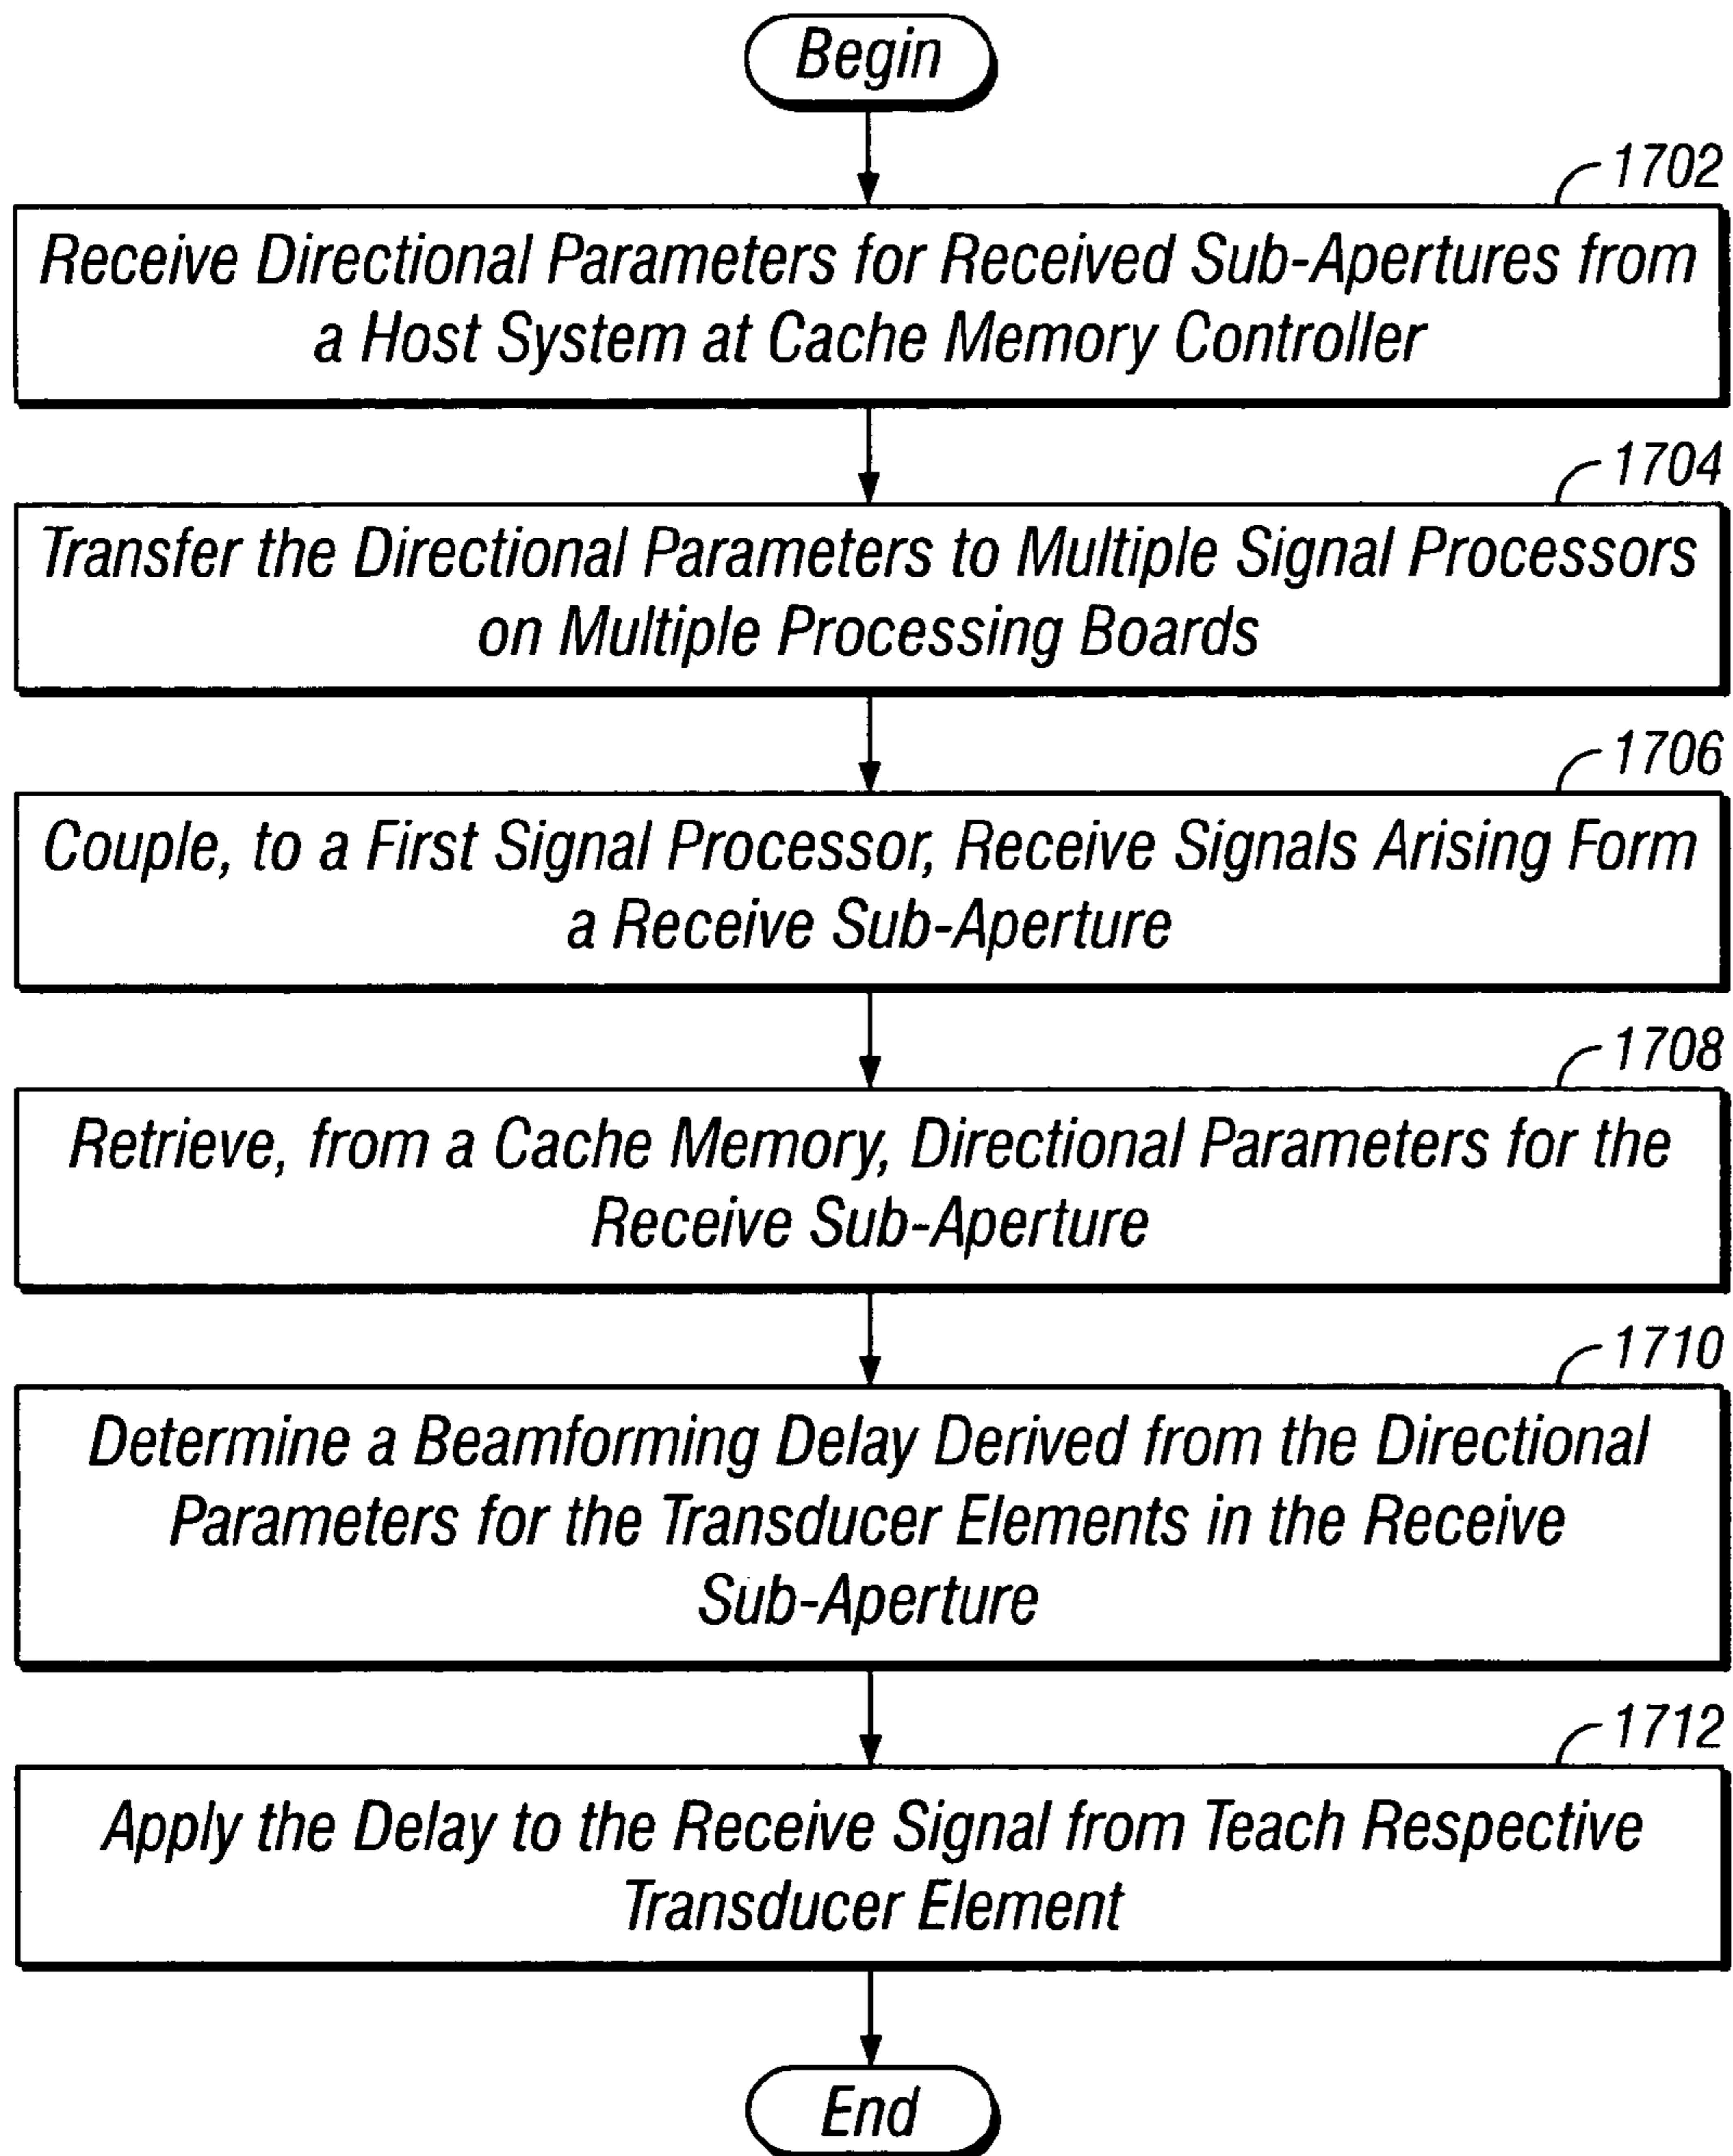 Begin
1702
Receive Directional Parameters for Received Sub-Apertures from
a Host System at Cache Memory Controller
1704
Transfer the Directional Parameters to Multiple Signal Processors
on Multiple Processing Boards
1706
Couple, to a First Signal Processor, Receive Signals Arising Form
a Receive Sub-Aperture
1708
Retrieve, from a Cache Memory, Directional Parameters for the
Receive Sub-Aperture
1710
Determine a Beamforming Delay Derived from the Directional
Parameters for the Transducer Elements in the Receive
Sub-Aperture
1712
Apply the Delay to the Receive Signal from Teach Respective
Transducer Element
End